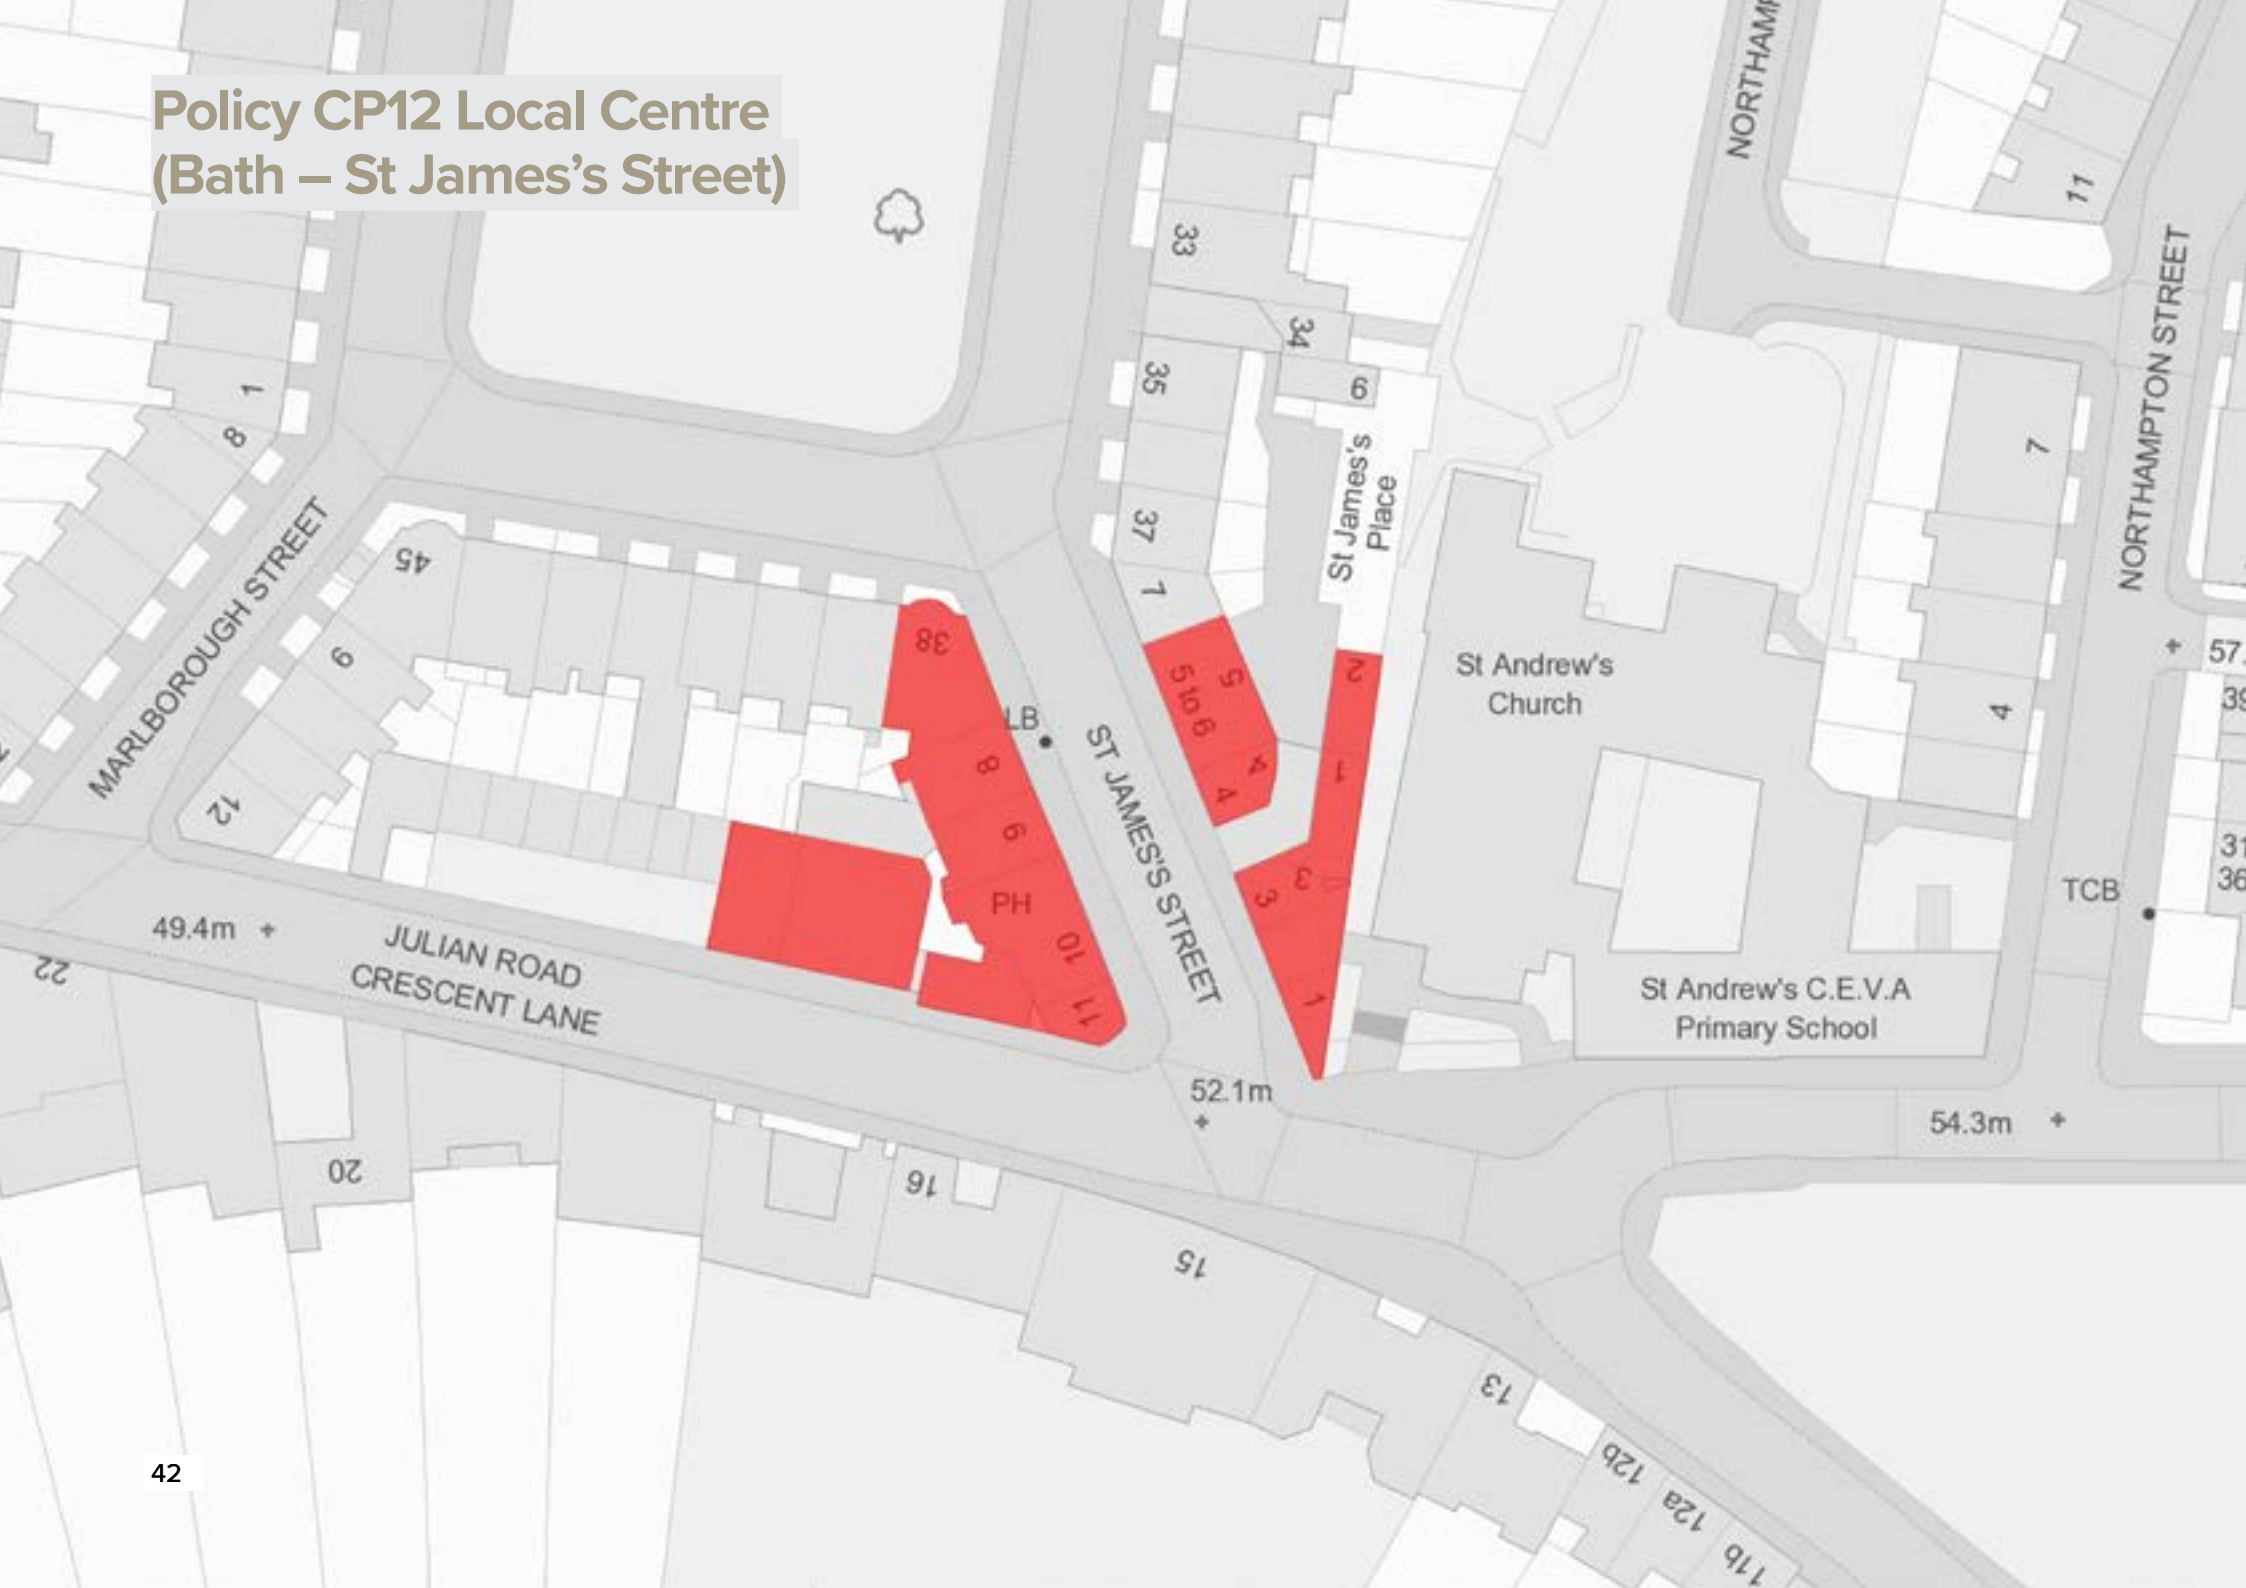 Policy CP12 Local Centre
(Bath – St James's Street)
NORTHAMP
11
33
NORTHAMPTON STREET
34
35
6
1
8
7
St James's
Place
37
MARLBOROUGH STREET
45
1
38
9
5 to 6
5
2
St Andrew's
Church
57.
39
4
LB
8
ST JAMES'S STREET
4
4
1
12
9
31
36
3
3
TCB
PH
49.4m
JULIAN ROAD
CRESCENT LANE
10
11
1
22
St Andrew's C.E.V.A
Primary School
52.1m
54.3m
20
16
15
13
12b
12a
11b
42